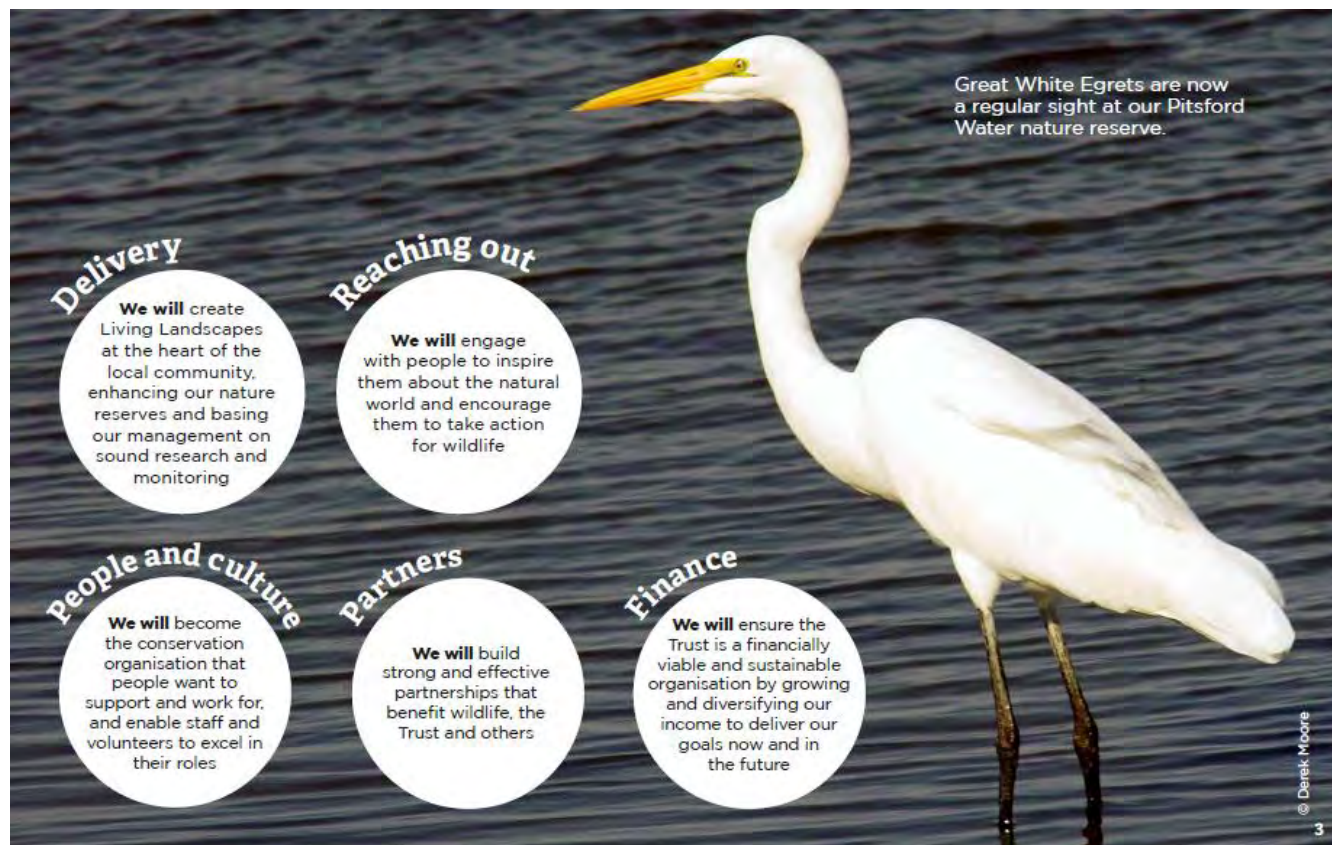 Great White Egrets are now
a regular sight at our Pitsford
Water nature reserve.
Delivery
We will create
Living Landscapes
at the heart of the
local community,
enhancing our nature
reserves and basing
our management on
sound research and
monitoring
Reaching out
We will engage
with people to inspire
them about the natural
world and encourage
them to take action
for wildlife
People and culture
We will become
the conservation
organisation that
people want to
support and work for,
and enable staff and
volunteers to excel in
their roles
Partners
We will build
strong and effective
partnerships that
benefit wildlife, the
Trust and others
Finance
We will ensure the
Trust is a financially
viable and sustainable
organisation by growing
and diversifying our
income to deliver our
goals now and in
the future
© Derek Moore
3